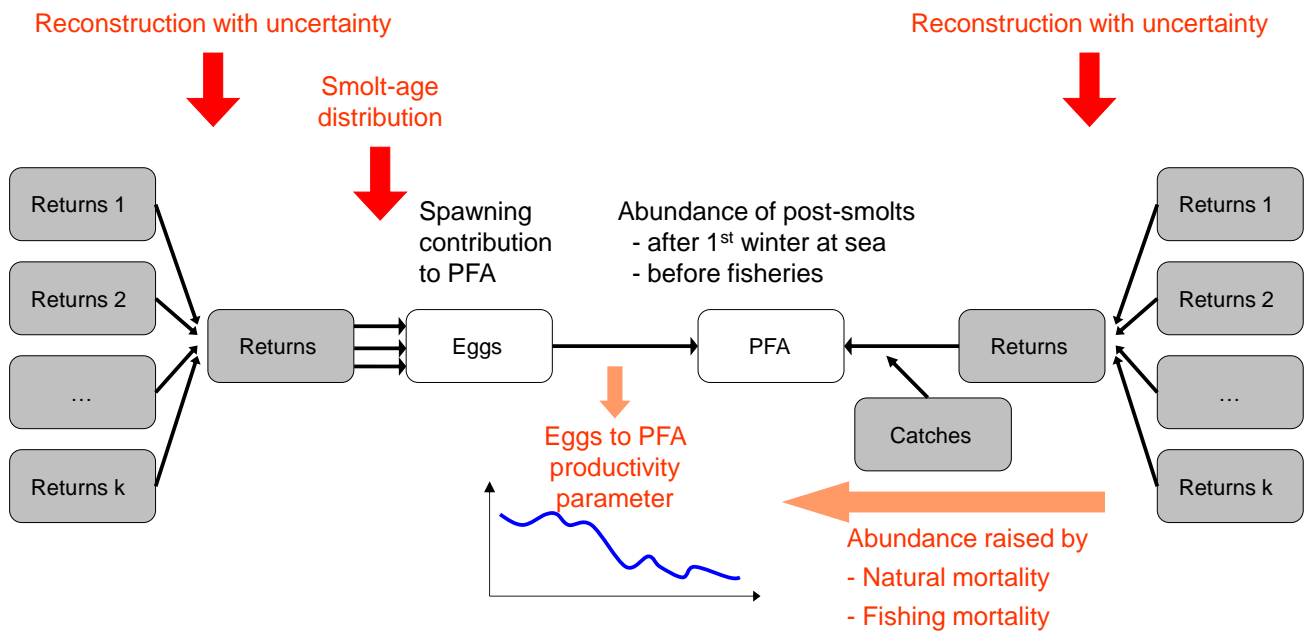 Reconstruction with uncertainty
Reconstruction with uncertainty
Smolt-age
distribution
Returns 1
Returns 2
…
Returns k
Returns
Spawning
contribution
to PFA
Eggs
Abundance of post-smolts
- after 1st winter at sea
- before fisheries
PFA
Returns
Catches
Returns 1
Returns 2
…
Returns k
Eggs to PFA
productivity
parameter
Abundance raised by
- Natural mortality
- Fishing mortality